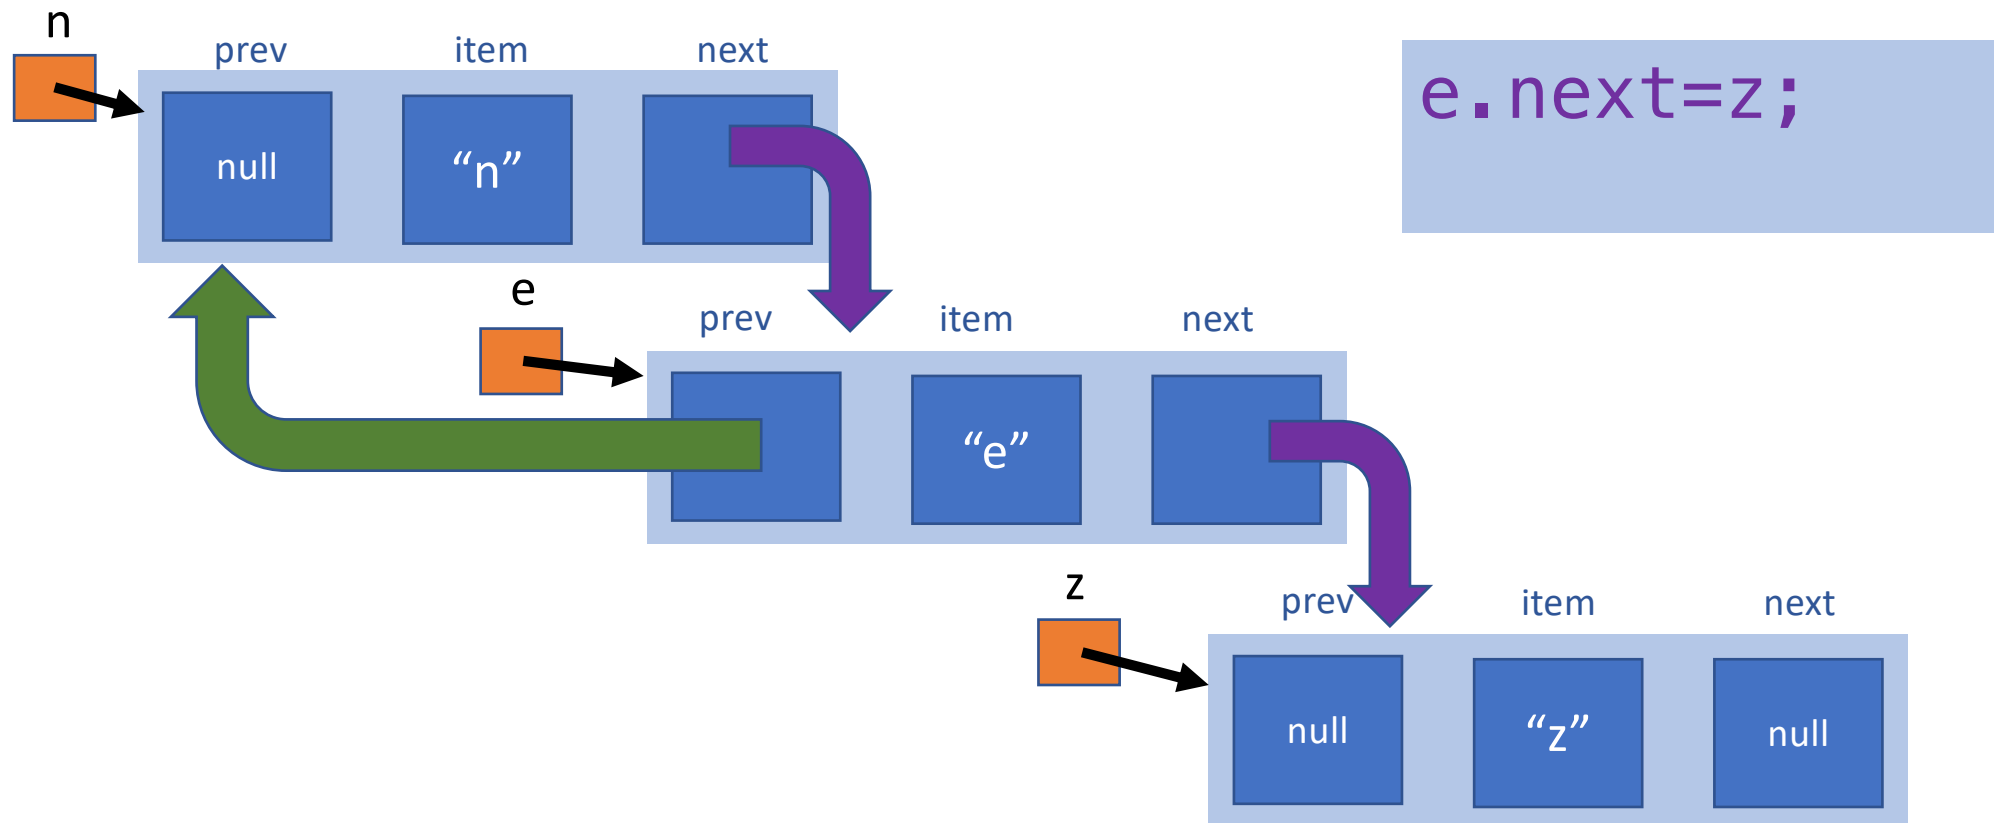 n
prev item next
null “n”
e.next=z;
e
prev item next
“e”
z
prev item next
null “z” null